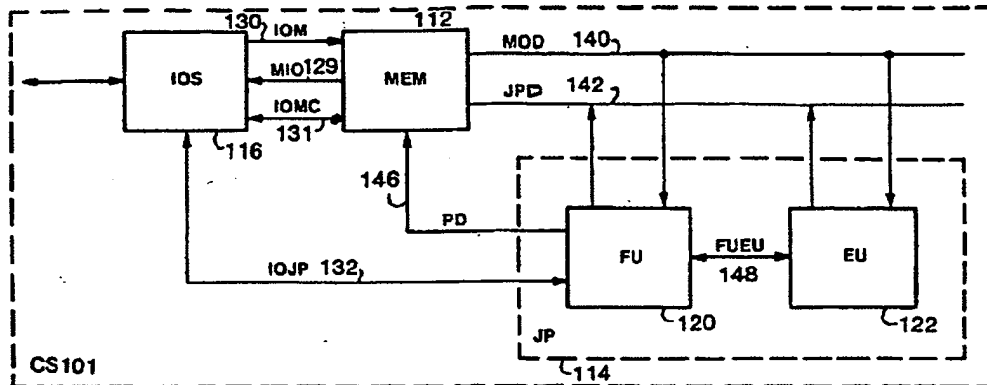 130 IOM
112
MOD 140
IOS
MIO 129
MEM
JPD 142
IOMC
131
116
146
PD
FU
FUEU
148
EU
IOJP 132
120
122
JP
CS101
114